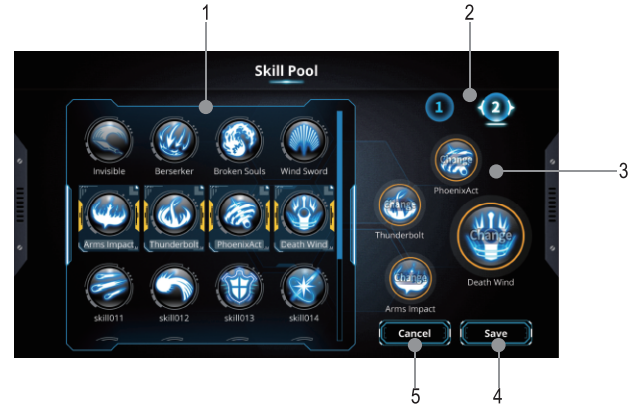 1
2
Skill Pool
1
2
Change
3
Invisible
Berserker
Broken Souls
Wind Sword
PhoenixAct
Change
Change
Arms Impact
Thunderbolt
PhoenixAct
Death Wind
Thunderbolt
Change
Death Wind
Arms Impact
skill011
skill012
skill013
skill014
Cancel
Save
5
4